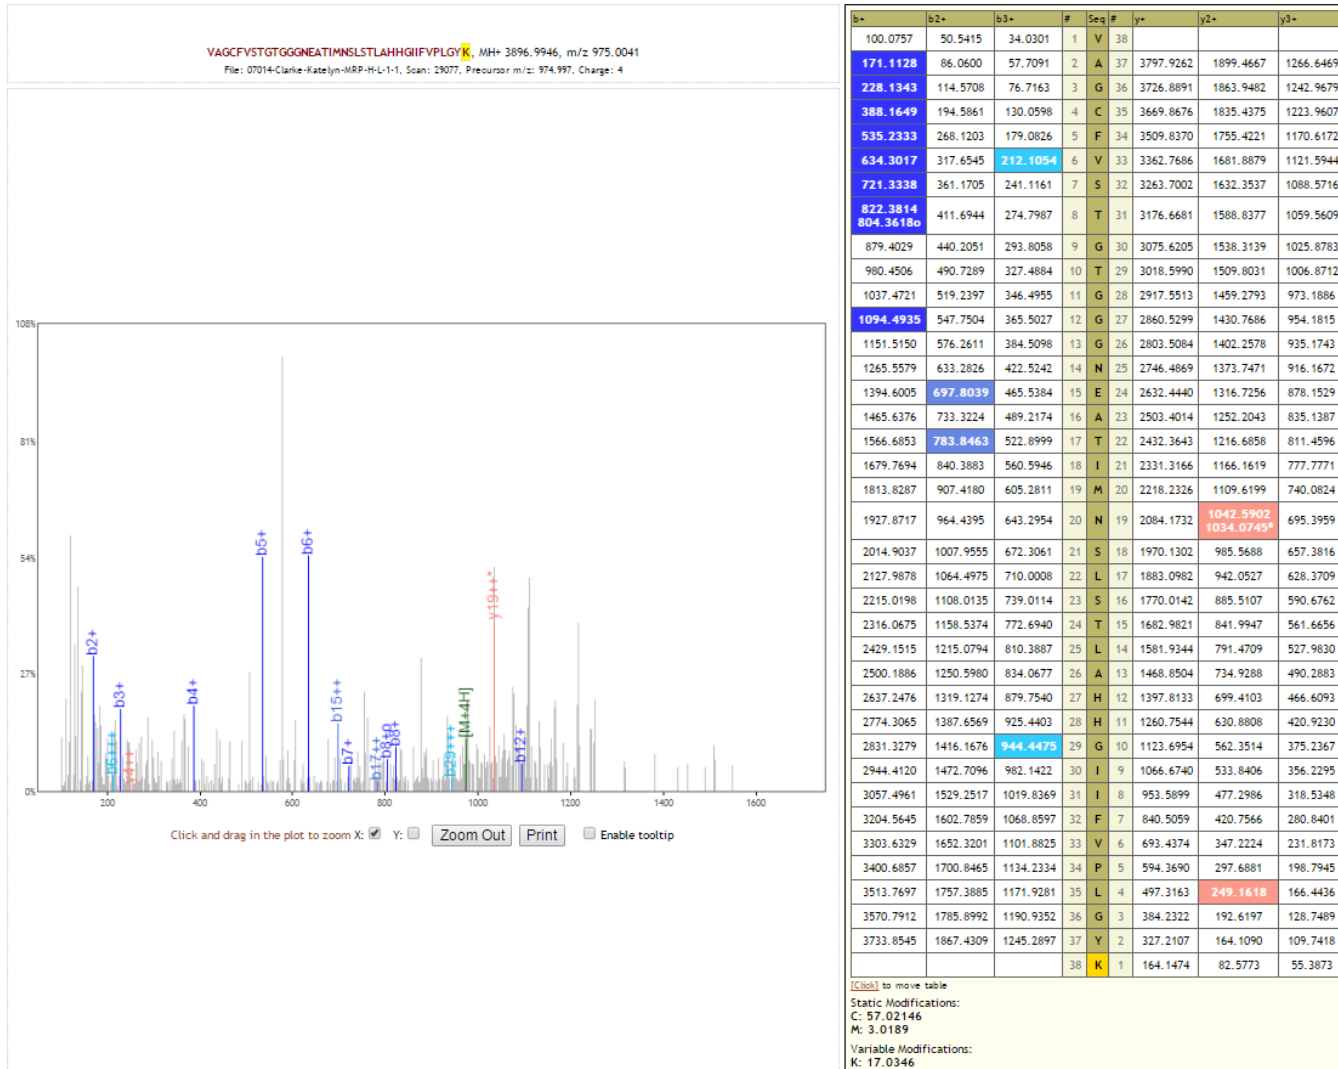 VAGCFVSTGTGGGNEATIMNSLSTLAHHGIIFVPLGYK, MH+ 3896.9946, m/z 975.0041
File: 07014-Clarke-Katelyn-MRP-H-L-1-1, Scan: 29077, Precursor m/z: 974.997, Charge: 4
108%
81%
54%
27%
0%
b2+
b3+
b6+++
y4++
b4+
b5+
b6+
b15++
b7+
b17++
b8+o
b8+
b29+++
[M+4H]
y19++*
b12+
200 400 600 800 1000 1200 1400 1600
Click and drag in the plot to zoom X: Y: Zoom Out Print Enable tooltip
b+ b2+ b3+ # Seq # y+ y2+ y3+
100.0757 50.5415 34.0301 1 V 38
171.1128 86.0600 57.7091 2 A 37 3797.9262 1899.4667 1266.6469
228.1343 114.5708 76.7163 3 G 36 3726.8891 1863.9482 1242.9679
388.1649 194.5861 130.0598 4 C 35 3669.8676 1835.4375 1223.9607
535.2333 268.1203 179.0826 5 F 34 3509.8370 1755.4221 1170.6172
634.3017 317.6545 212.1054 6 V 33 3362.7686 1681.8879 1121.5944
721.3338 361.1705 241.1161 7 S 32 3263.7002 1632.3537 1088.5716
822.3814 411.6944 274.7987 8 T 31 3176.6681 1588.8377 1059.5609
804.3618o
879.4029 440.2051 293.8058 9 G 30 3075.6205 1538.3139 1025.8783
980.4506 490.7289 327.4884 10 T 29 3018.5990 1509.8031 1006.8712
1037.4721 519.2397 346.4955 11 G 28 2917.5513 1459.2793 973.1886
1094.4935 547.7504 365.5027 12 G 27 2860.5299 1430.7686 954.1815
1151.5150 576.2611 384.5098 13 G 26 2803.5084 1402.2578 935.1743
1265.5579 633.2826 422.5242 14 N 25 2746.4869 1373.7471 916.1672
1394.6005 697.8039 465.5384 15 E 24 2632.4440 1316.7256 878.1529
1465.6376 733.3224 489.2174 16 A 23 2503.4014 1252.2043 835.1387
1566.6853 783.8463 522.8999 17 T 22 2432.3643 1216.6858 811.4596
1679.7694 840.3883 560.5946 18 I 21 2331.3166 1166.1619 777.7771
1813.8287 907.4180 605.2811 19 M 20 2218.2326 1109.6199 740.0824
1927.8717 964.4395 643.2954 20 N 19 2084.1732 1042.5902 695.3959
1034.0745*
2014.9037 1007.9555 672.3061 21 S 18 1970.1302 985.5688 657.3816
2127.9878 1064.4975 710.0008 22 L 17 1883.0982 942.0527 628.3709
2215.0198 1108.0135 739.0114 23 S 16 1770.0142 885.5107 590.6762
2316.0675 1158.5374 772.6940 24 T 15 1682.9821 841.9947 561.6656
2429.1515 1215.0794 810.3887 25 L 14 1581.9344 791.4709 527.9830
2500.1886 1250.5980 834.0677 26 A 13 1468.8504 734.9288 490.2883
2637.2476 1319.1274 879.7540 27 H 12 1397.8133 699.4103 466.6093
2774.3065 1387.6569 925.4403 28 H 11 1260.7544 630.8808 420.9230
2831.3279 1416.1676 944.4475 29 G 10 1123.6954 562.3514 375.2367
2944.4120 1472.7096 982.1422 30 I 9 1066.6740 533.8406 356.2295
3057.4961 1529.2517 1019.8369 31 I 8 953.5899 477.2986 318.5348
3204.5645 1602.7859 1068.8597 32 F 7 840.5059 420.7566 280.8401
3303.6329 1652.3201 1101.8825 33 V 6 693.4374 347.2224 231.8173
3400.6857 1700.8465 1134.2334 34 P 5 594.3690 297.6881 198.7945
3513.7697 1757.3885 1171.9281 35 L 4 497.3163 249.1618 166.4436
3570.7912 1785.8992 1190.9352 36 G 3 384.2322 192.6197 128.7489
3733.8545 1867.4309 1245.2897 37 Y 2 327.2107 164.1090 109.7418
38 K 1 164.1474 82.5773 55.3873
[Click] to move table
Static Modifications:
C: 57.02146
M: 3.0189
Variable Modifications:
K: 17.0346